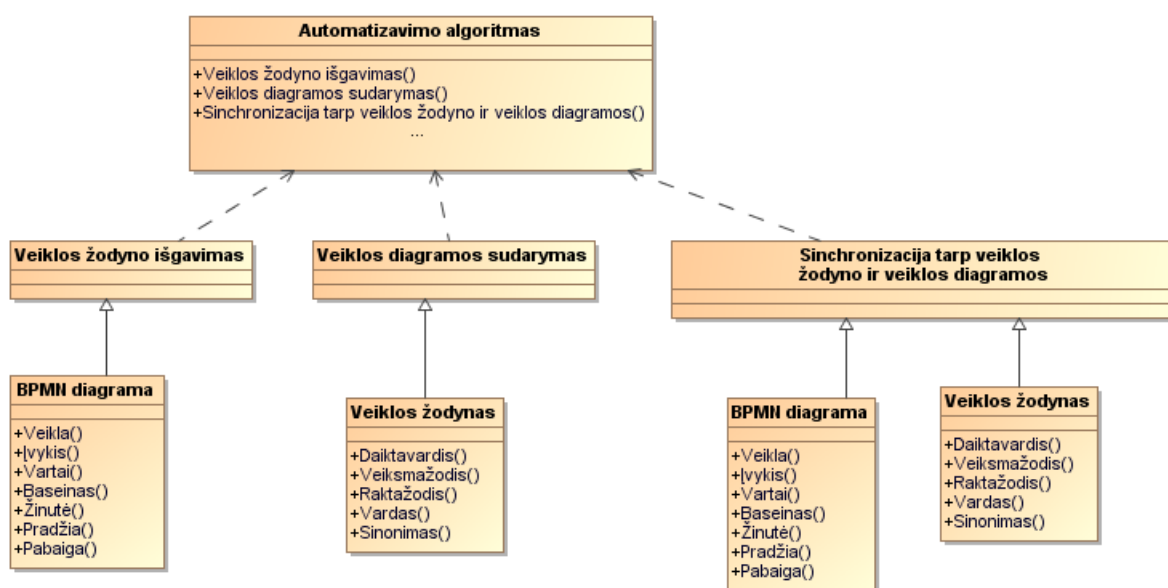 Automatizavimo algoritmas
+Veiklos žodyno išgavimas()
+Veiklos diagramos sudarymas()
+Sinchronizacija tarp veiklos žodyno ir veiklos diagramos()
...
Veiklos žodyno išgavimas
Veiklos diagramos sudarymas
Sinchronizacija tarp veiklos
žodyno ir veiklos diagramos
BPMN diagrama
+Veikla()
+Įvykis()
+Vartai()
+Baseinas()
+Žinutė()
+Pradžia()
+Pabaiga()
Veiklos žodynas
+Daiktavardis()
+Veiksmažodis()
+Raktažodis()
+Vardas()
+Sinonimas()
BPMN diagrama
+Veikla()
+Įvykis()
+Vartai()
+Baseinas()
+Žinutė()
+Pradžia()
+Pabaiga()
Veiklos žodynas
+Daiktavardis()
+Veiksmažodis()
+Raktažodis()
+Vardas()
+Sinonimas()